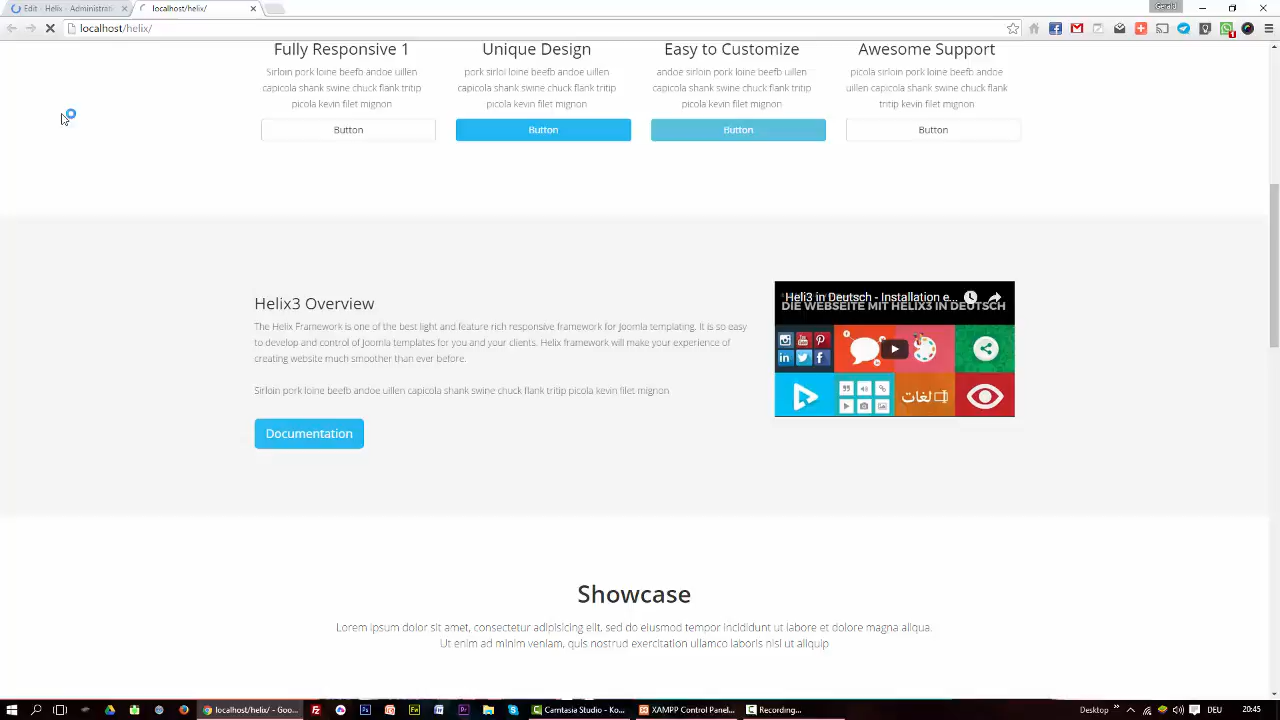 Edit - Helix - Administrati
localhost/helix/
Gerald
localhost/helix/
Fully Responsive 1
Sirloin pork loine beefb andoe uillen
capicola shank swine chuck flank tritip
picola kevin filet mignon
Button
Unique Design
pork sirlol loine beefb andoe uillen
capicola shank swine chuck flank tritip
picola kevin filet mignon
Button
Easy to Customize
andoe sirloin pork loine beefb uillen
capicola shank swine chuck flank tritip
picola kevin filet mignon
Button
Awesome Support
picola sirloin pork loine beefb andoe
uillen capicola shank swine chuck flank
tritip kevin filet mignon
Button
Helix3 Overview
The Helix Framework is one of the best light and feature rich responsive framework for Joomla templating. It is so easy
to develop and control of Joomla templates for you and your clients. Helix framework will make your experience of
creating website much smoother than ever before.
Sirloin pork loine beefb andoe uillen capicola shank swine chuck flank tritip picola kevin filet mignon
Documentation
Heli3 in Deutsch - Installation e...
DIE WEBSEITE MIT HELIX3 IN DEUTSCH
لغات
Showcase
Lorem ipsum dolor sit amet, consectetur adipisicing elit, sed do eiusmod tempor incididunt ut labore et dolore magna aliqua.
Ut enim ad minim veniam, quis nostrud exercitation ullamco laboris nisi ut aliquip
localhost/helix/ - Goo...
Camtasia Studio - Ko...
XAMPP Control Panel...
Recording...
Desktop
DEU
20:45